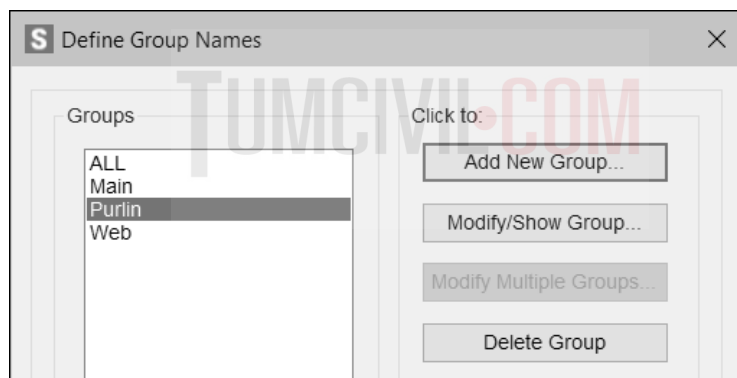 S Define Group Names
TUMCIVIL.COM
Groups
ALL
Main
Purlin
Web
Click to:
Add New Group...
Modify/Show Group...
Modify Multiple Groups...
Delete Group